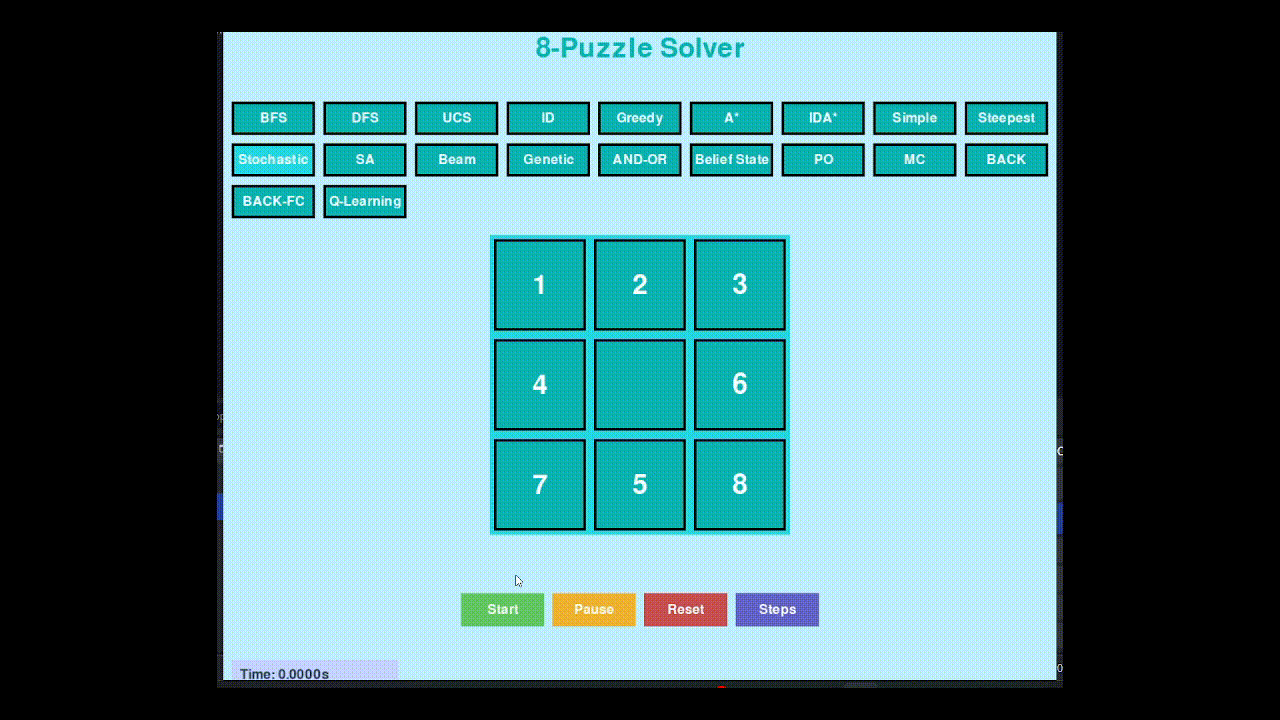 8-Puzzle Solver
BFS DFS UCS ID Greedy A* IDA* Simple Steepest
Stochastic SA Beam Genetic AND-OR Belief State PO MC BACK
BACK-FC Q-Learning
1 2 3
4 6
7 5 8
Start Pause Reset Steps
Time: 0.0000s